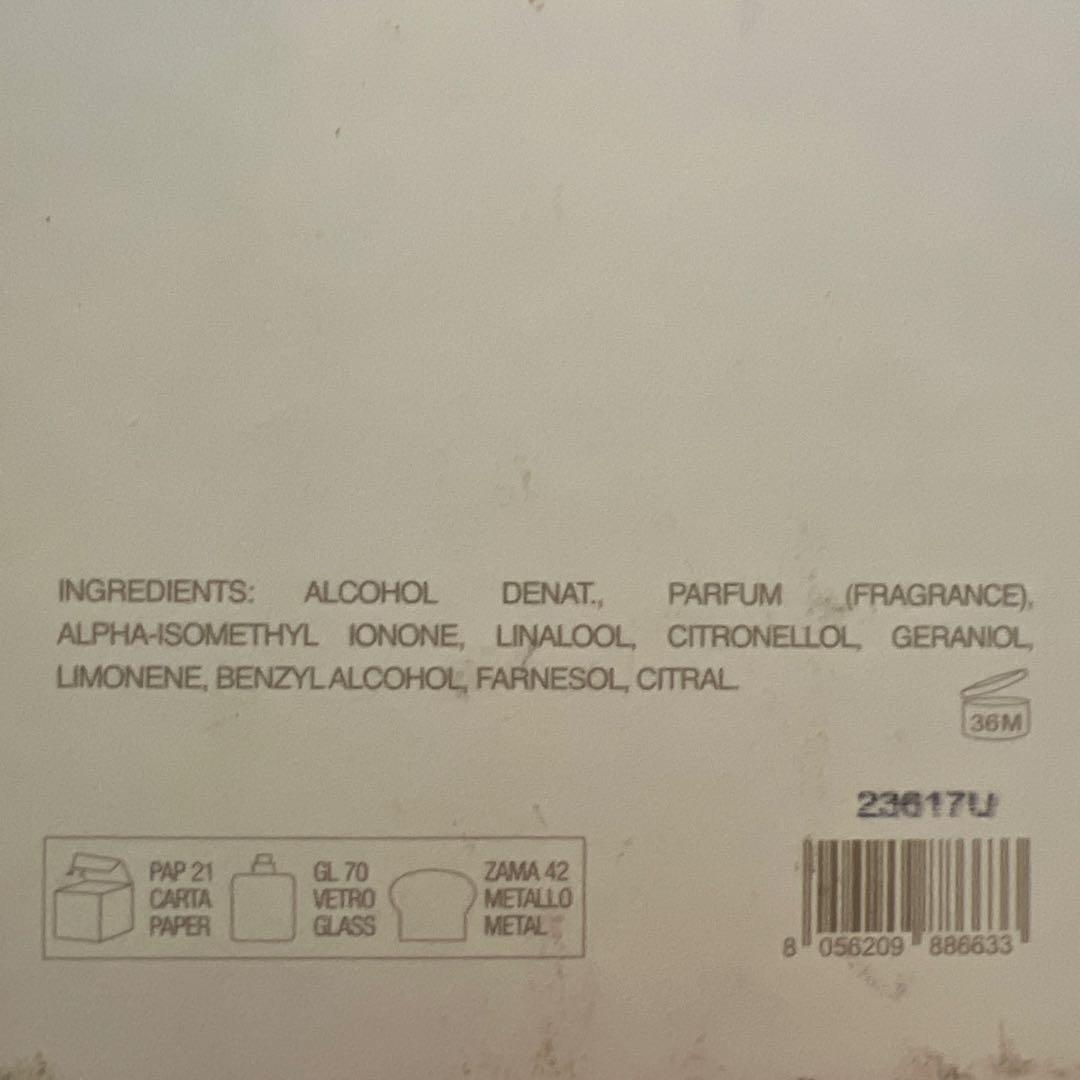 INGREDIENTS: ALCOHOL DENAT., PARFUM (FRAGRANCE),
ALPHA-ISOMETHYL IONONE, LINALOOL, CITRONELLOL, GERANIOL,
LIMONENE, BENZYL ALCOHOL, FARNESOL, CITRAL.
36M
23617U
PAP 21
CARTA
PAPER
GL 70
VETRO
GLASS
ZAMA 42
METALLO
METAL
8 056209 886633